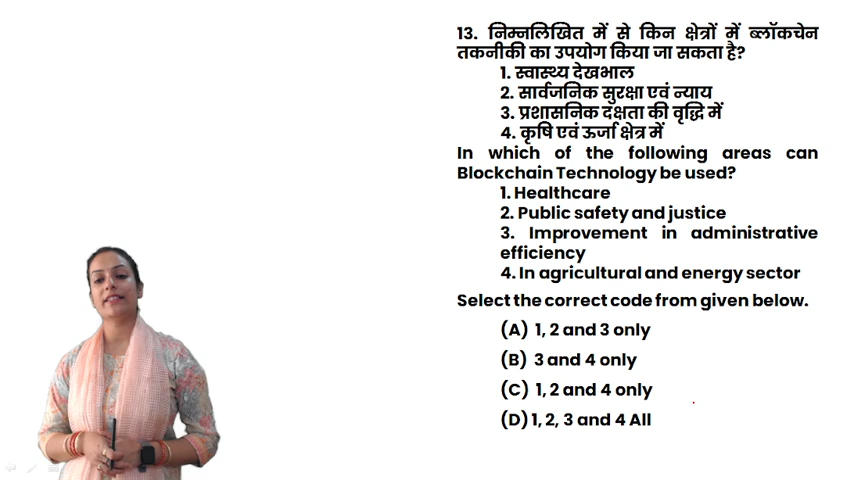 13. निम्नलिखित में से किन क्षेत्रों में ब्लॉकचेन
तकनीकी का उपयोग किया जा सकता है?
1. स्वास्थ्य देखभाल
2. सार्वजनिक सुरक्षा एवं न्याय
3. प्रशासनिक दक्षता की वृद्धि में
4. कृषि एवं ऊर्जा क्षेत्र में
In which of the following areas can
Blockchain Technology be used?
1. Healthcare
2. Public safety and justice
3. Improvement in administrative
efficiency
4. In agricultural and energy sector
Select the correct code from given below.
(A) 1, 2 and 3 only
(B) 3 and 4 only
(C) 1, 2 and 4 only
(D) 1, 2, 3 and 4 All